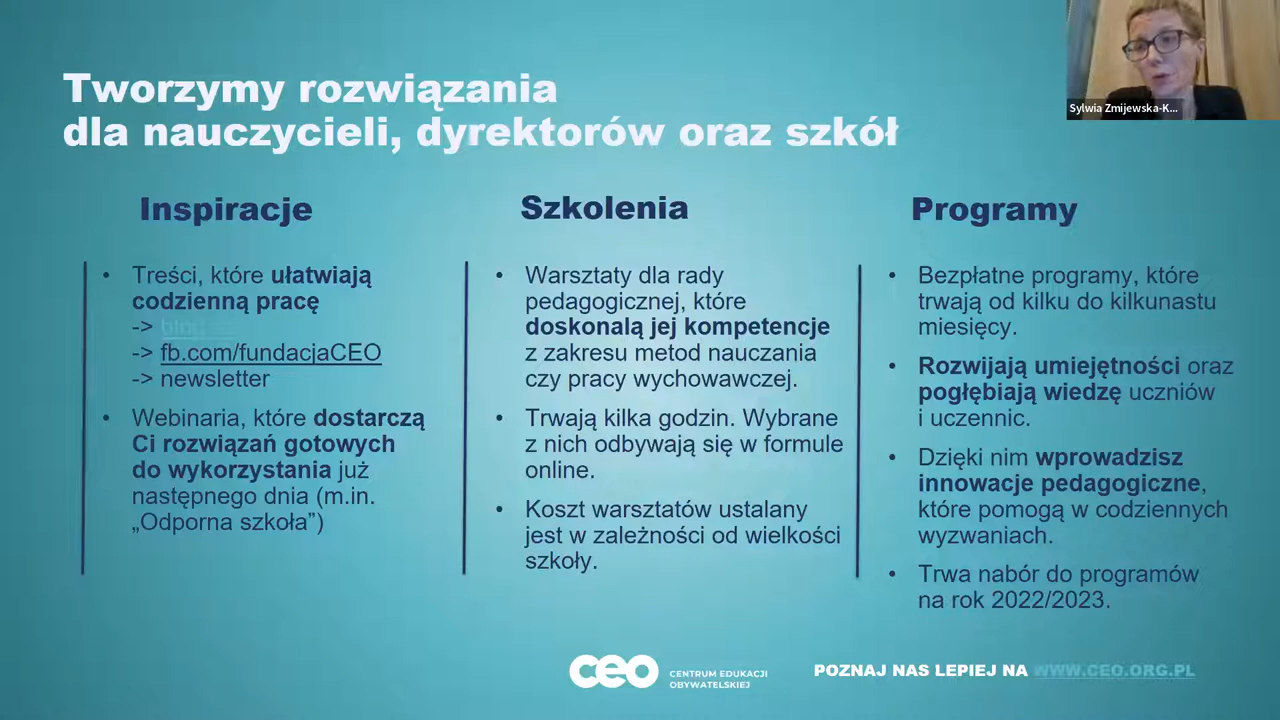 Tworzymy rozwiązania
dla nauczycieli, dyrektorów oraz szkół
Sylwia Zmijewska-K...
Inspiracje
• Treści, które ułatwiają
codzienną pracę
-> blog
-> fb.com/fundacjaCEO
-> newsletter
• Webinaria, które dostarczą
Ci rozwiązań gotowych
do wykorzystania już
następnego dnia (m.in.
„Odporna szkoła”)
Szkolenia
• Warsztaty dla rady
pedagogicznej, które
doskonalą jej kompetencje
z zakresu metod nauczania
czy pracy wychowawczej.
• Trwają kilka godzin. Wybrane
z nich odbywają się w formule
online.
• Koszt warsztatów ustalany
jest w zależności od wielkości
szkoły.
Programy
• Bezpłatne programy, które
trwają od kilku do kilkunastu
miesięcy.
• Rozwijają umiejętności oraz
pogłębiają wiedzę uczniów
i uczennic.
• Dzięki nim wprowadzisz
innowacje pedagogiczne,
które pomogą w codziennych
wyzwaniach.
• Trwa nabór do programów
na rok 2022/2023.
ceo CENTRUM EDUKACJI
OBYWATELSKIEJ
POZNAJ NAS LEPIEJ NA WWW.CEO.ORG.PL